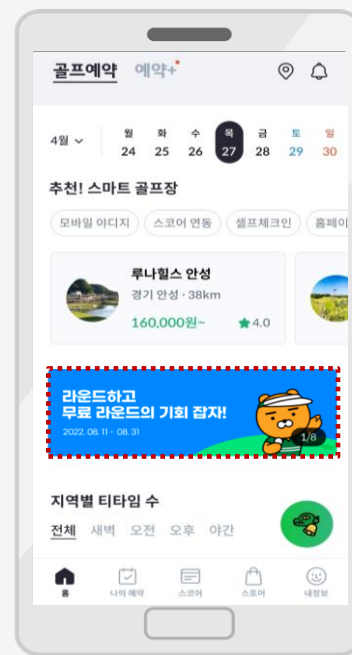 골프예약 예약+
4월 월 화 수 목 금 토 일
24 25 26 27 28 29 30
추천! 스마트 골프장
모바일 야디지 스코어 연동 셀프체크인 홈페이
루나힐스 안성
경기 안성 · 38km
160,000원~ ★4.0
라운드하고
무료 라운드의 기회 잡자!
2022. 08. 11 - 08. 31
1/8
지역별 티타임 수
전체 새벽 오전 오후 야간
홈 나의 예약 스코어 스토어 내정보